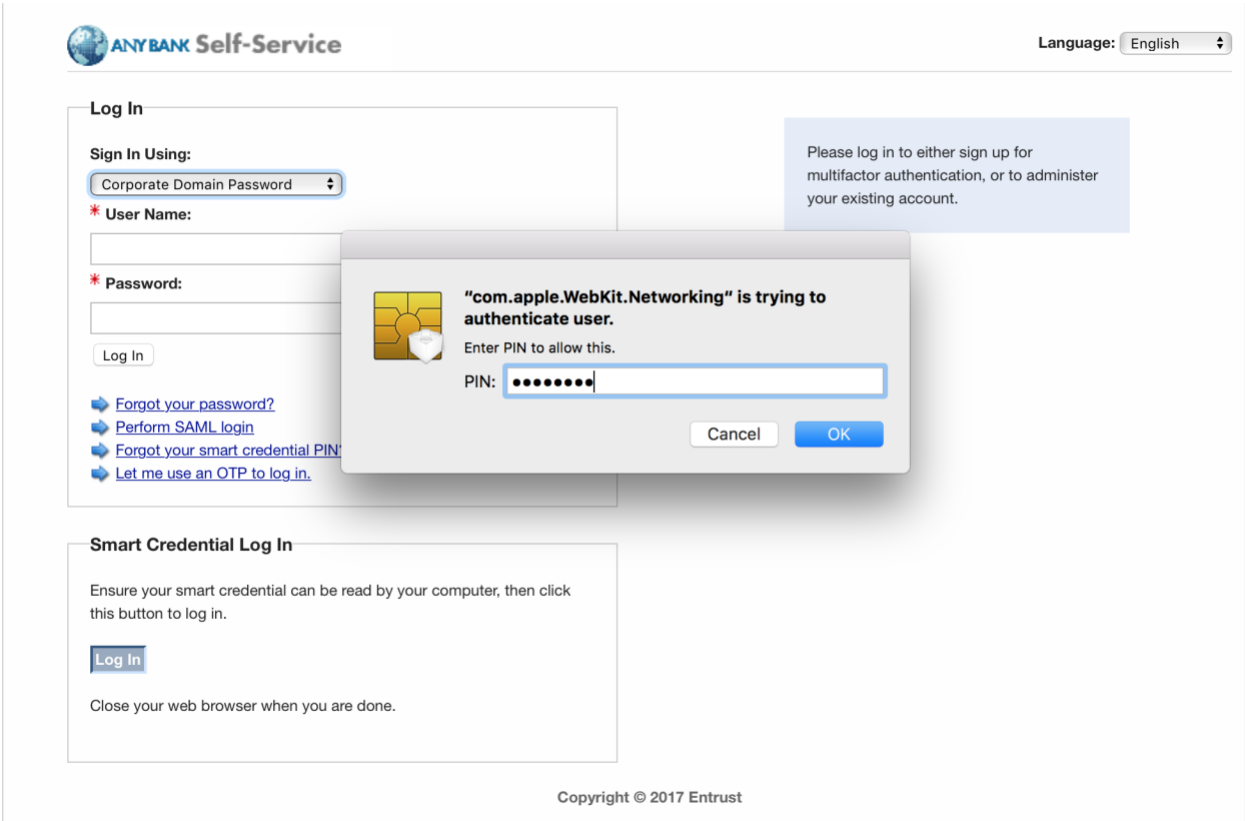 ANY BANK Self-Service
Language: English
Log In
Sign In Using:
Corporate Domain Password
* User Name:
* Password:
Log In
Forgot your password?
Perform SAML login
Forgot your smart credential PIN
Let me use an OTP to log in.
Please log in to either sign up for
multifactor authentication, or to administer
your existing account.
“com.apple.WebKit.Networking“ is trying to
authenticate user.
Enter PIN to allow this.
PIN: ••••••••
Cancel
OK
Smart Credential Log In
Ensure your smart credential can be read by your computer, then click
this button to log in.
Log In
Close your web browser when you are done.
Copyright © 2017 Entrust